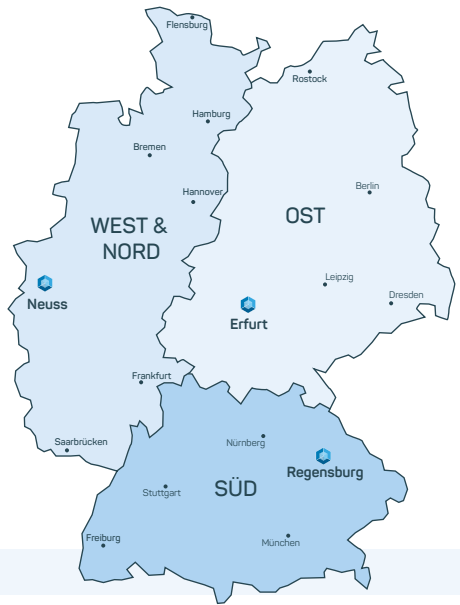 Flensburg
Rostock
Hamburg
Bremen
Berlin
Hannover
OST
WEST &
NORD
Leipzig
Dresden
Neuss
Erfurt
Frankfurt
Saarbrücken
Nürnberg
Regensburg
SÜD
Stuttgart
Freiburg
München